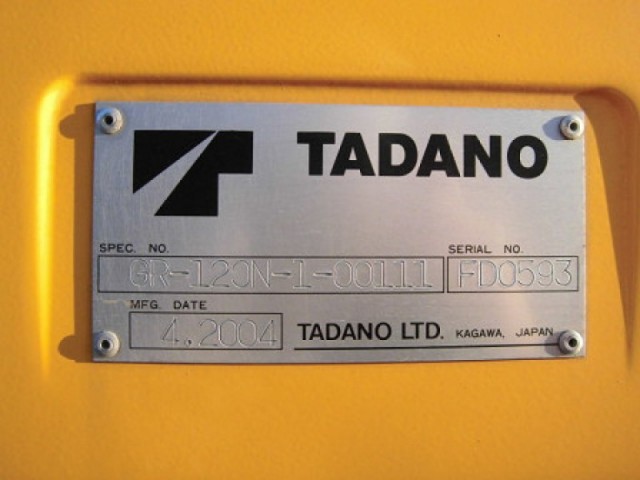 TADANO
SPEC. NO. SERIAL NO.
GR-120N-1-00111 FD0593
MFG. DATE
4.2004 TADANO LTD. KAGAWA, JAPAN